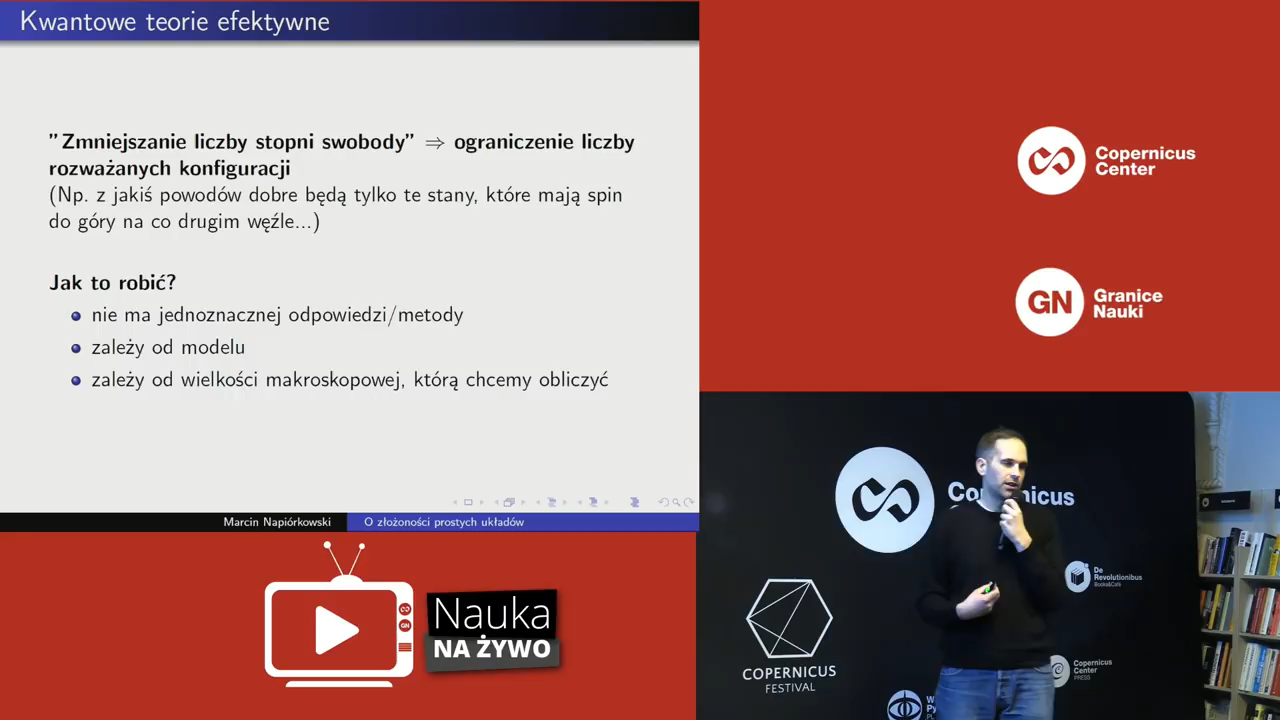 Kwantowe teorie efektywne
"Zmniejszanie liczby stopni swobody" ⇒ ograniczenie liczby
rozważanych konfiguracji
(Np. z jakiś powodów dobre będą tylko te stany, które mają spin
do góry na co drugim węźle...)
Jak to robić?
nie ma jednoznacznej odpowiedzi/metody
zależy od modelu
zależy od wielkości makroskopowej, którą chcemy obliczyć
Marcin Napiórkowski
O złożoności prostych układów
Nauka
NA ŻYWO
Copernicus
Center
GN
Granice
Nauki
De
Revolutionibus
Books&Café
COPERNICUS
FESTIVAL
Copernicus
Center
PRESS